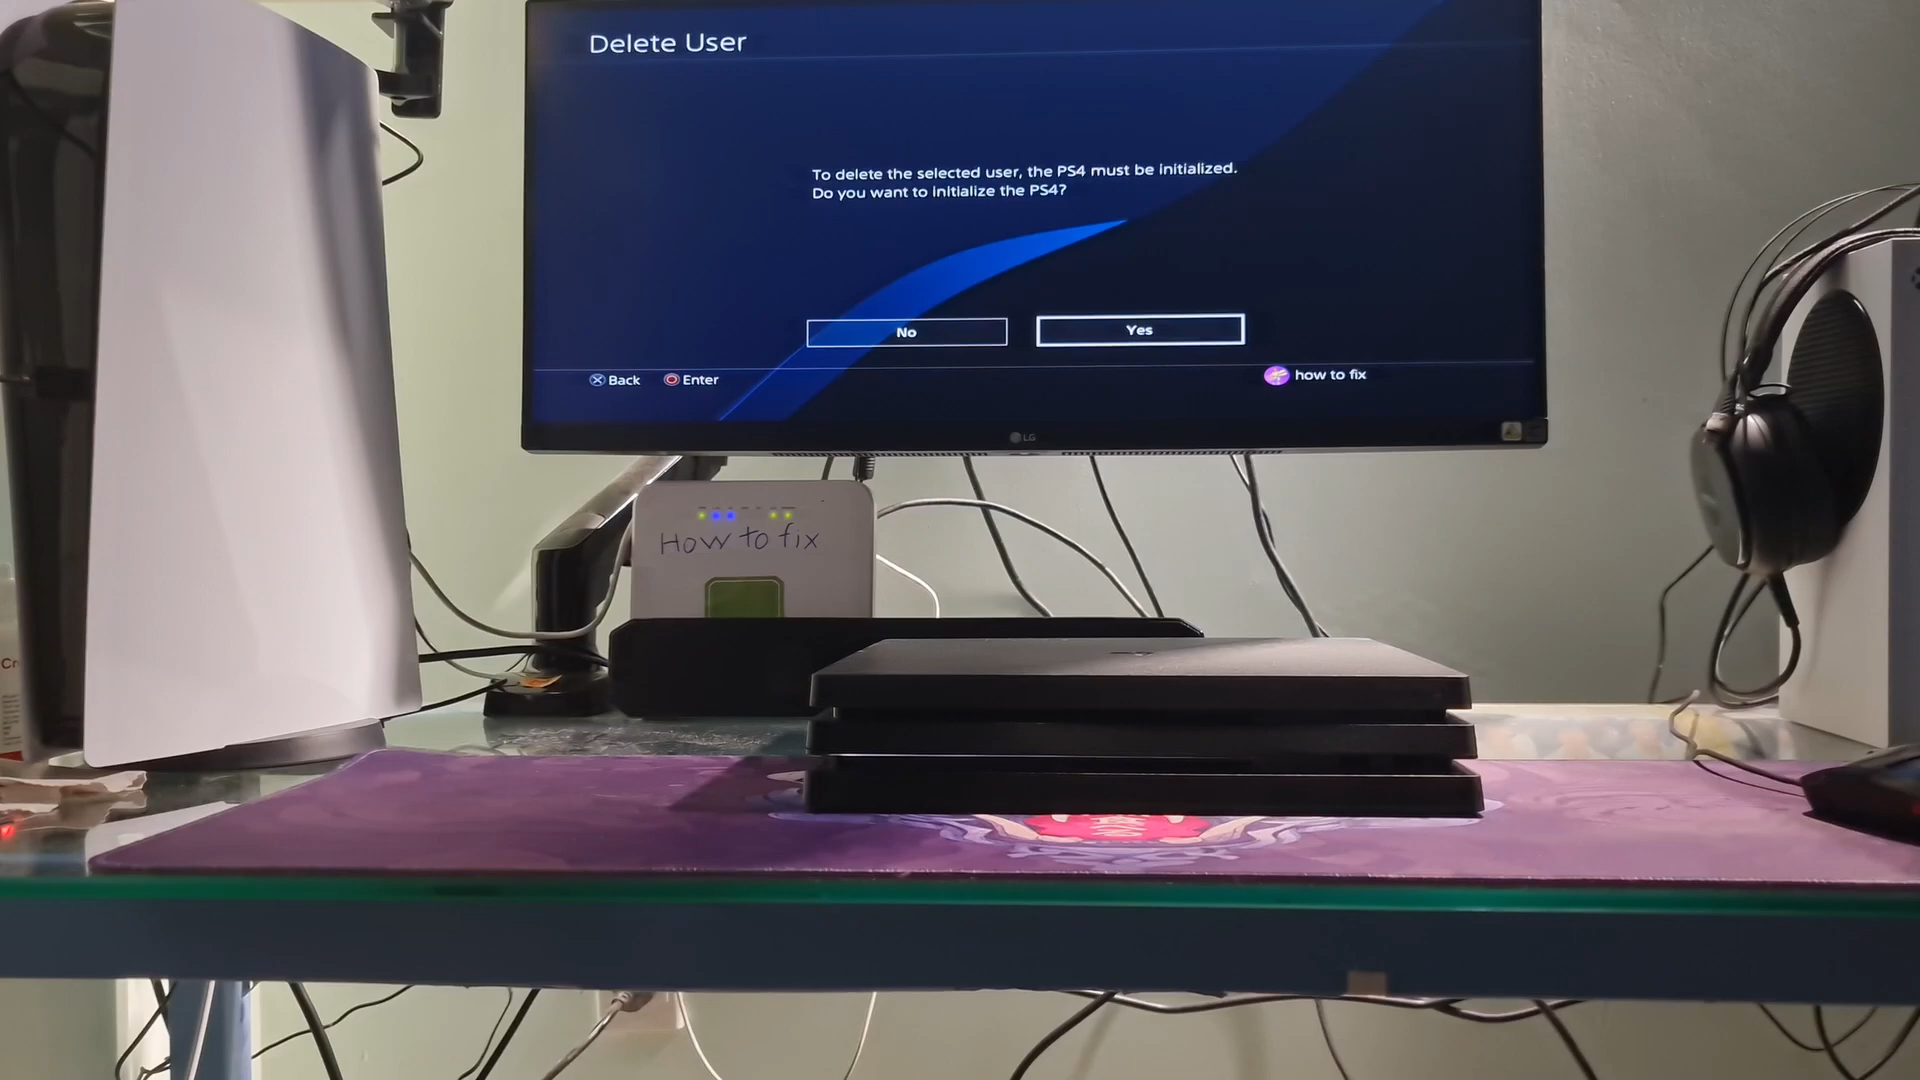 Delete User
To delete the selected user, the PS4 must be initialized.
Do you want to initialize the PS4?
No
Yes
Back
Enter
how to fix
LG
How to fix